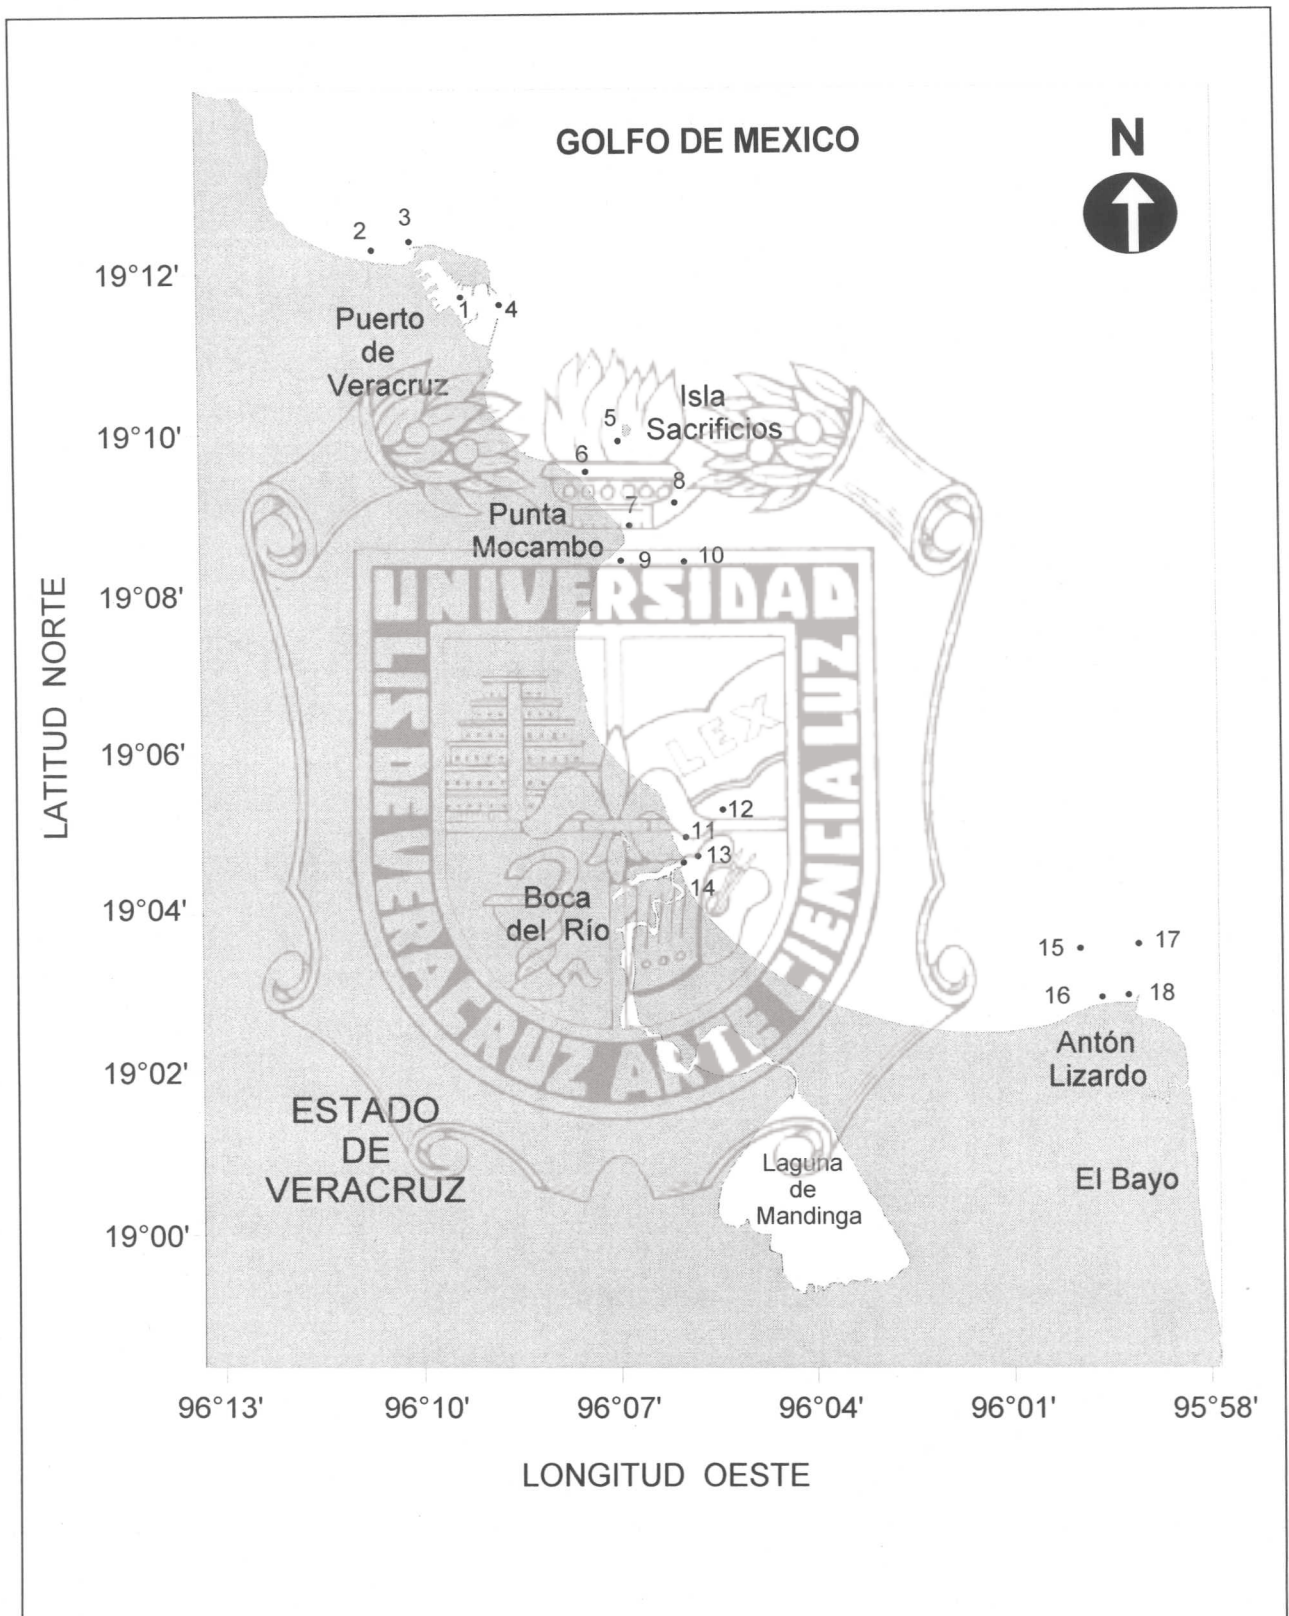 GOLFO DE MEXICO
N
2
3
19°12'
1
4
Puerto
de
Veracruz
Isla
Sacrificios
5
19°10'
6
8
7
Punta
Mocambo
9
10
19°08'
UNIVERSIDAD
LIS DE VERACRUZ ARTE CIENCIA LUZ
LEX
LATITUD NORTE
19°06'
12
11
13
14
Boca
del Río
19°04'
15
17
16
18
Antón
Lizardo
19°02'
ESTADO
DE
VERACRUZ
Laguna
de
Mandinga
El Bayo
19°00'
96°13'
96°10'
96°07'
96°04'
96°01'
95°58'
LONGITUD OESTE